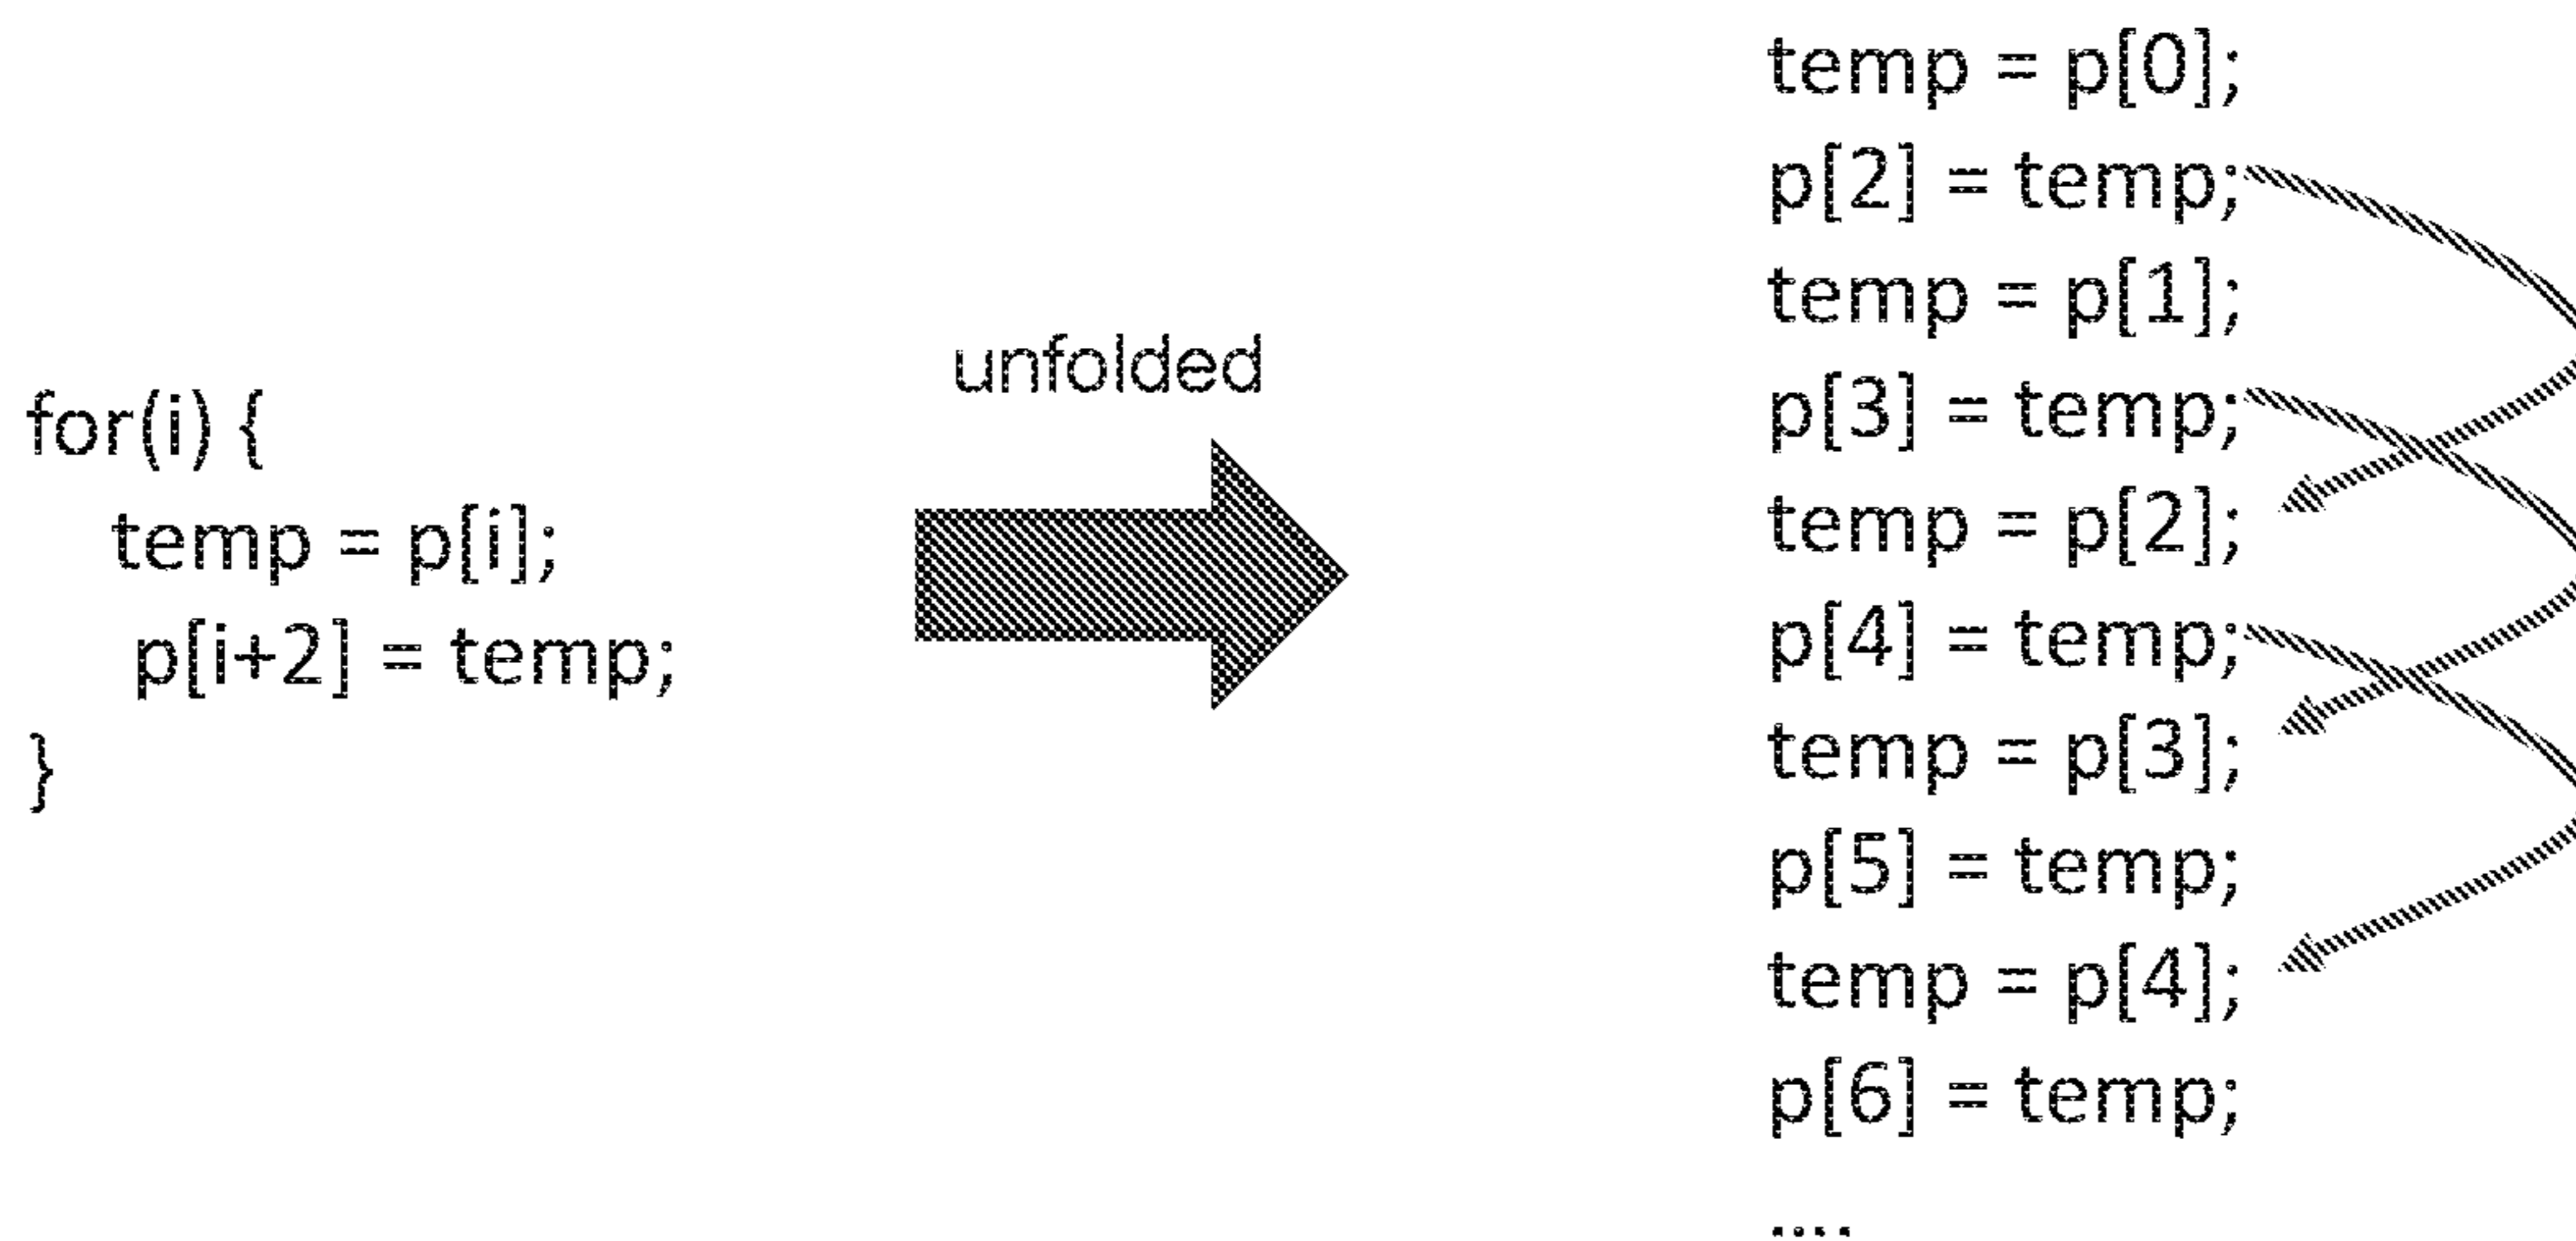 for(i) {
temp = p[i];
p[i+2] = temp;
}
unfolded
temp = p[0];
p[2] = temp;
temp = p[1];
p[3] = temp;
temp = p[2];
p[4] = temp;
temp = p[3];
p[5] = temp;
temp = p[4];
p[6] = temp;
....